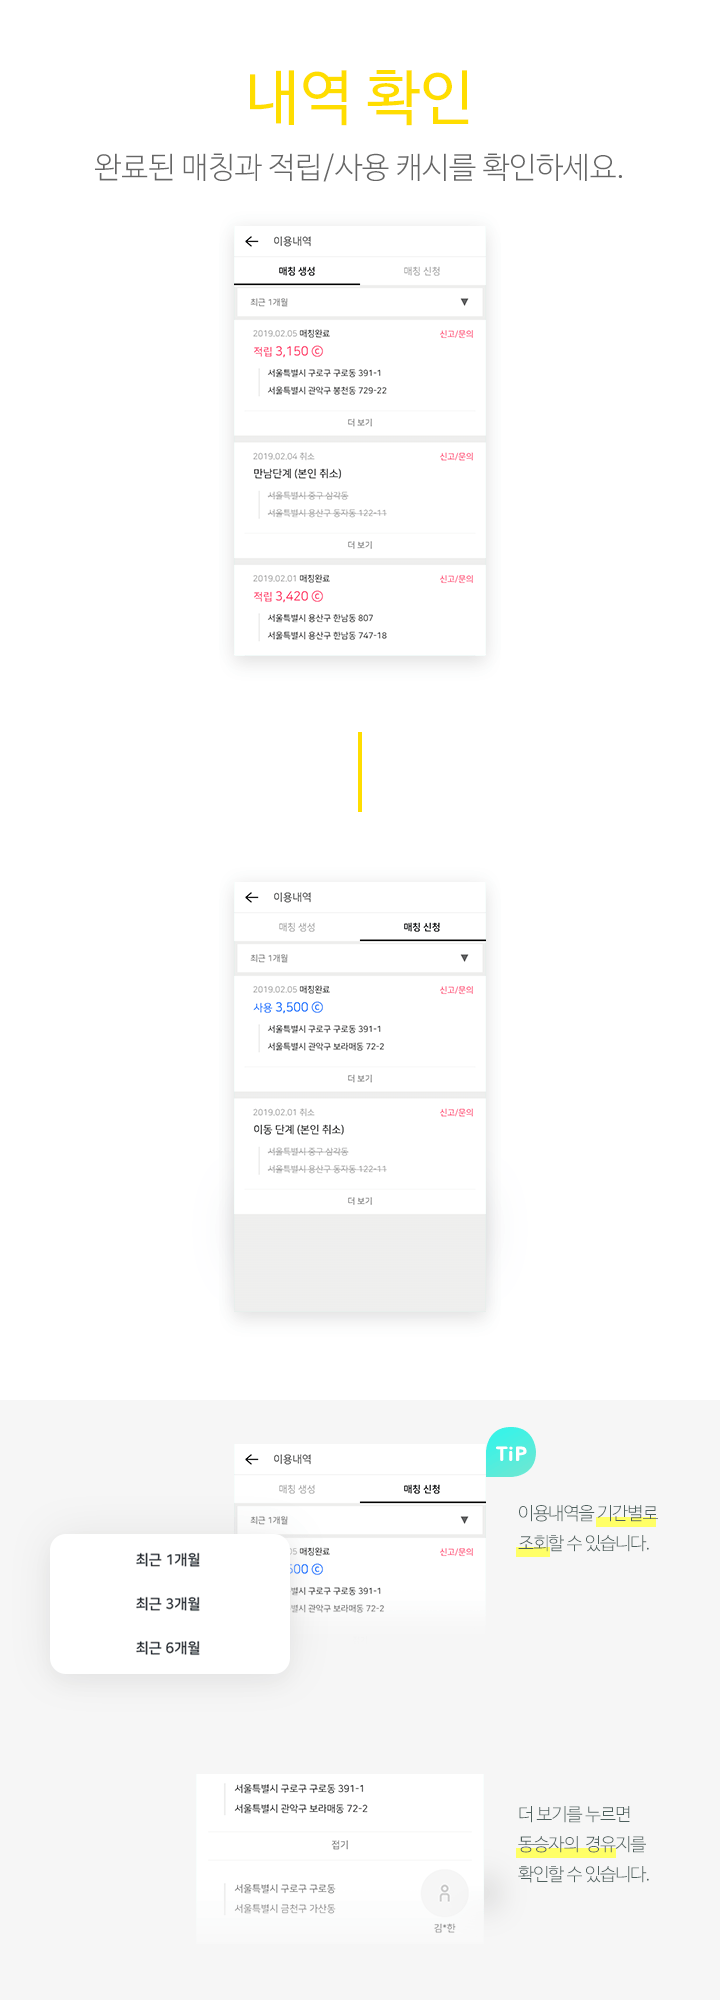 내역 확인
완료된 매칭과 적립/사용 캐시를 확인하세요.
이용내역
매칭 생성 매칭 신청
최근 1개월 ▼
2019.02.05 매칭완료 신고/문의
적립 3,150 ⓒ
서울특별시 구로구 구로동 391-1
서울특별시 관악구 봉천동 729-22
더 보기
2019.02.04 취소 신고/문의
만남단계 (본인 취소)
서울특별시 중구 삼각동
서울특별시 용산구 동자동 122-11
더 보기
2019.02.01 매칭완료 신고/문의
적립 3,420 ⓒ
서울특별시 용산구 한남동 807
서울특별시 용산구 한남동 747-18
이용내역
매칭 생성 매칭 신청
최근 1개월 ▼
2019.02.05 매칭완료 신고/문의
사용 3,500 ⓒ
서울특별시 구로구 구로동 391-1
서울특별시 관악구 보라매동 72-2
더 보기
2019.02.01 취소 신고/문의
이동 단계 (본인 취소)
서울특별시 중구 삼각동
서울특별시 용산구 동자동 122-11
더 보기
TiP
이용내역
매칭 생성 매칭 신청
최근 1개월 ▼
05 매칭완료 신고/문의
500 ⓒ
별시 구로구 구로동 391-1
별시 관악구 보라매동 72-2
최근 1개월
최근 3개월
최근 6개월
이용내역을 기간별로
조회할 수 있습니다.
서울특별시 구로구 구로동 391-1
서울특별시 관악구 보라매동 72-2
접기
서울특별시 구로구 구로동
서울특별시 금천구 가산동
김*한
더 보기를 누르면
동승자의 경유지를
확인할 수 있습니다.